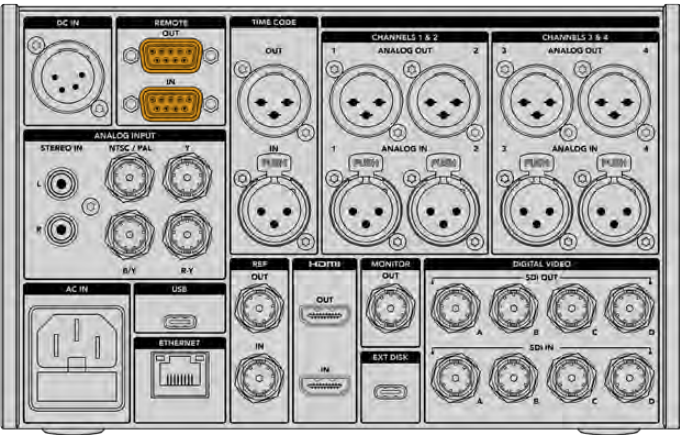 DC IN
REMOTE
OUT
IN
TIME CODE
OUT
IN
CHANNELS 1 & 2
1 ANALOG OUT 2
1 ANALOG IN 2
PUSH PUSH PUSH
CHANNELS 3 & 4
3 ANALOG OUT 4
3 ANALOG IN 4
PUSH PUSH
ANALOG INPUT
STEREO IN NTSC / PAL Y
L
R
B-Y R-Y
AC IN
USB
ETHERNET
REF
OUT
IN
HDMI
OUT
IN
MONITOR
OUT
EXT DISK
DIGITAL VIDEO
SDI OUT
A B C D
SDI IN
A B C D